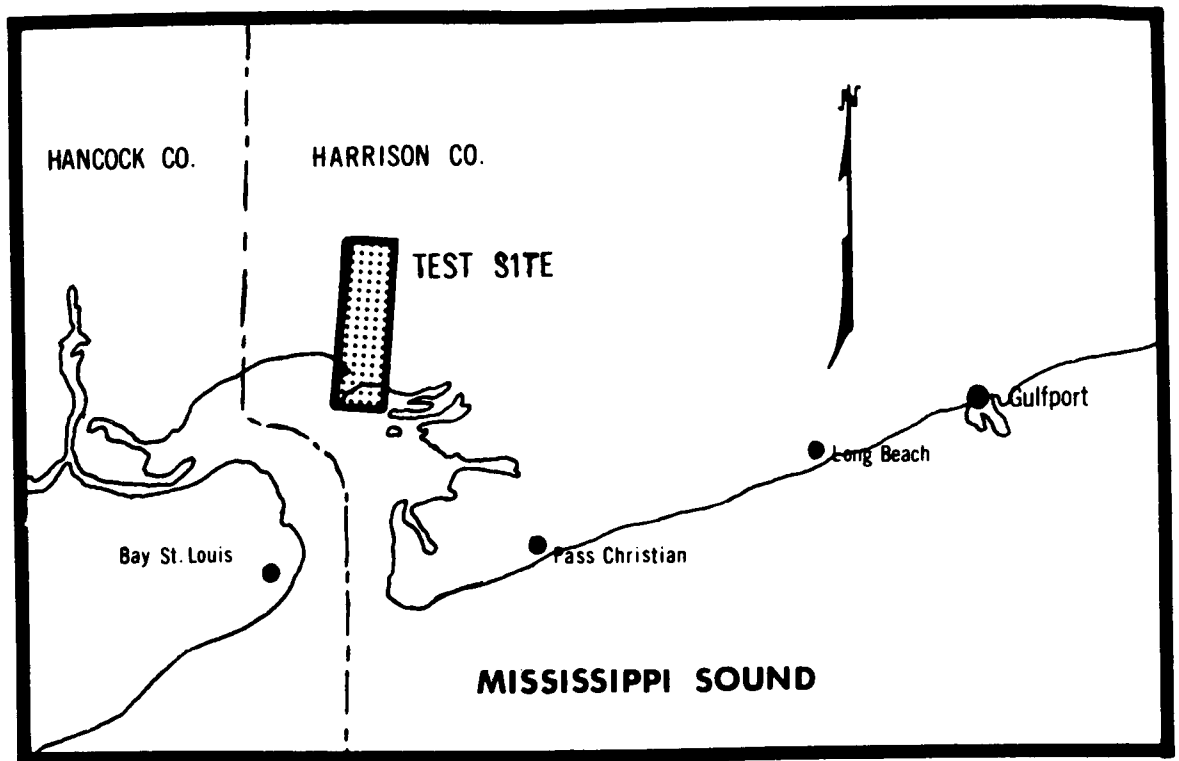 N
HANCOCK CO.
HARRISON CO.
TEST SITE
Gulfport
Long Beach
Bay St. Louis
Pass Christian
MISSISSIPPI SOUND